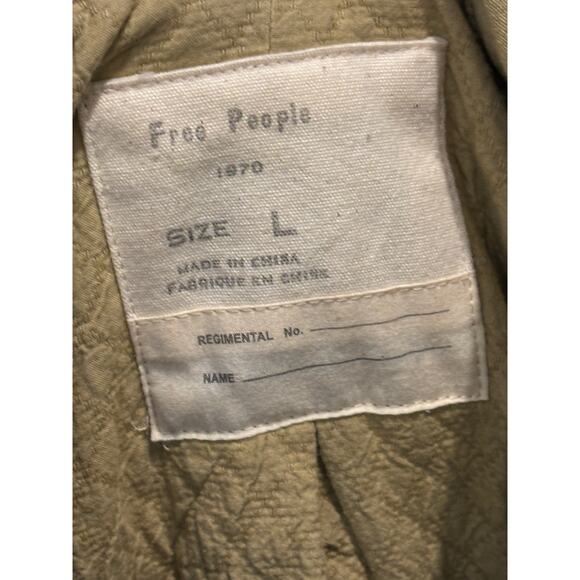 Free People
1970
SIZE L
MADE IN CHINA
FABRIQUE EN CHINE
REGIMENTAL No.
NAME